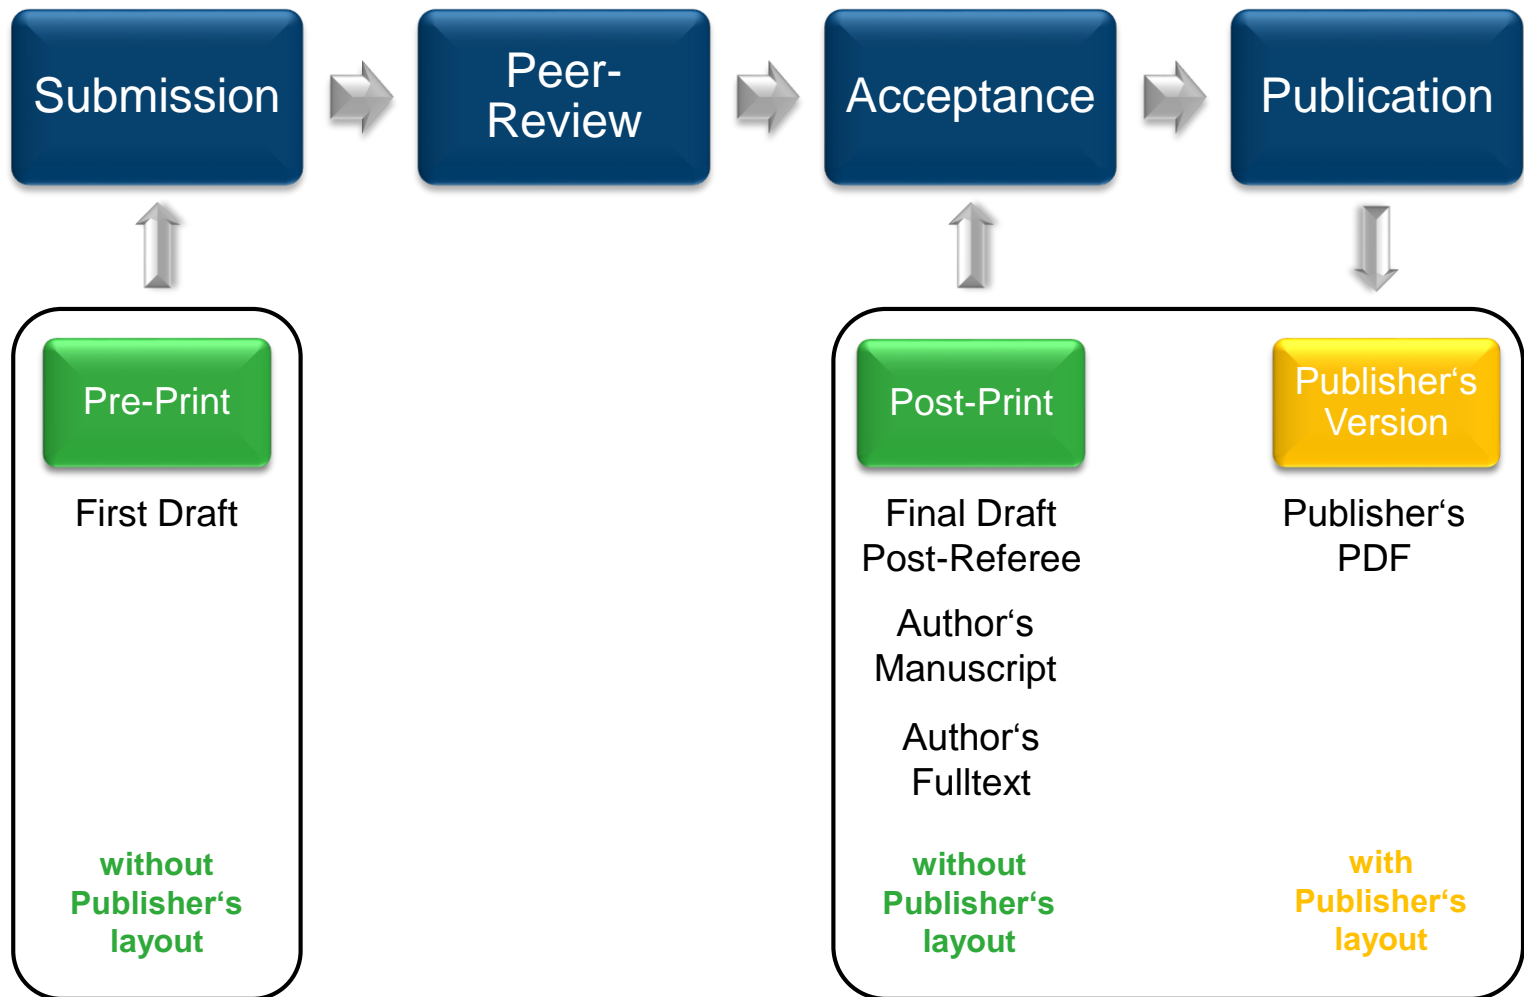 Submission
Peer-
Review
Acceptance
Publication
Pre-Print
First Draft
without
Publisher‘s
layout
Post-Print
Final Draft
Post-Referee
Author‘s
Manuscript
Author‘s
Fulltext
without
Publisher‘s
layout
Publisher‘s
Version
Publisher‘s
PDF
with
Publisher‘s
layout